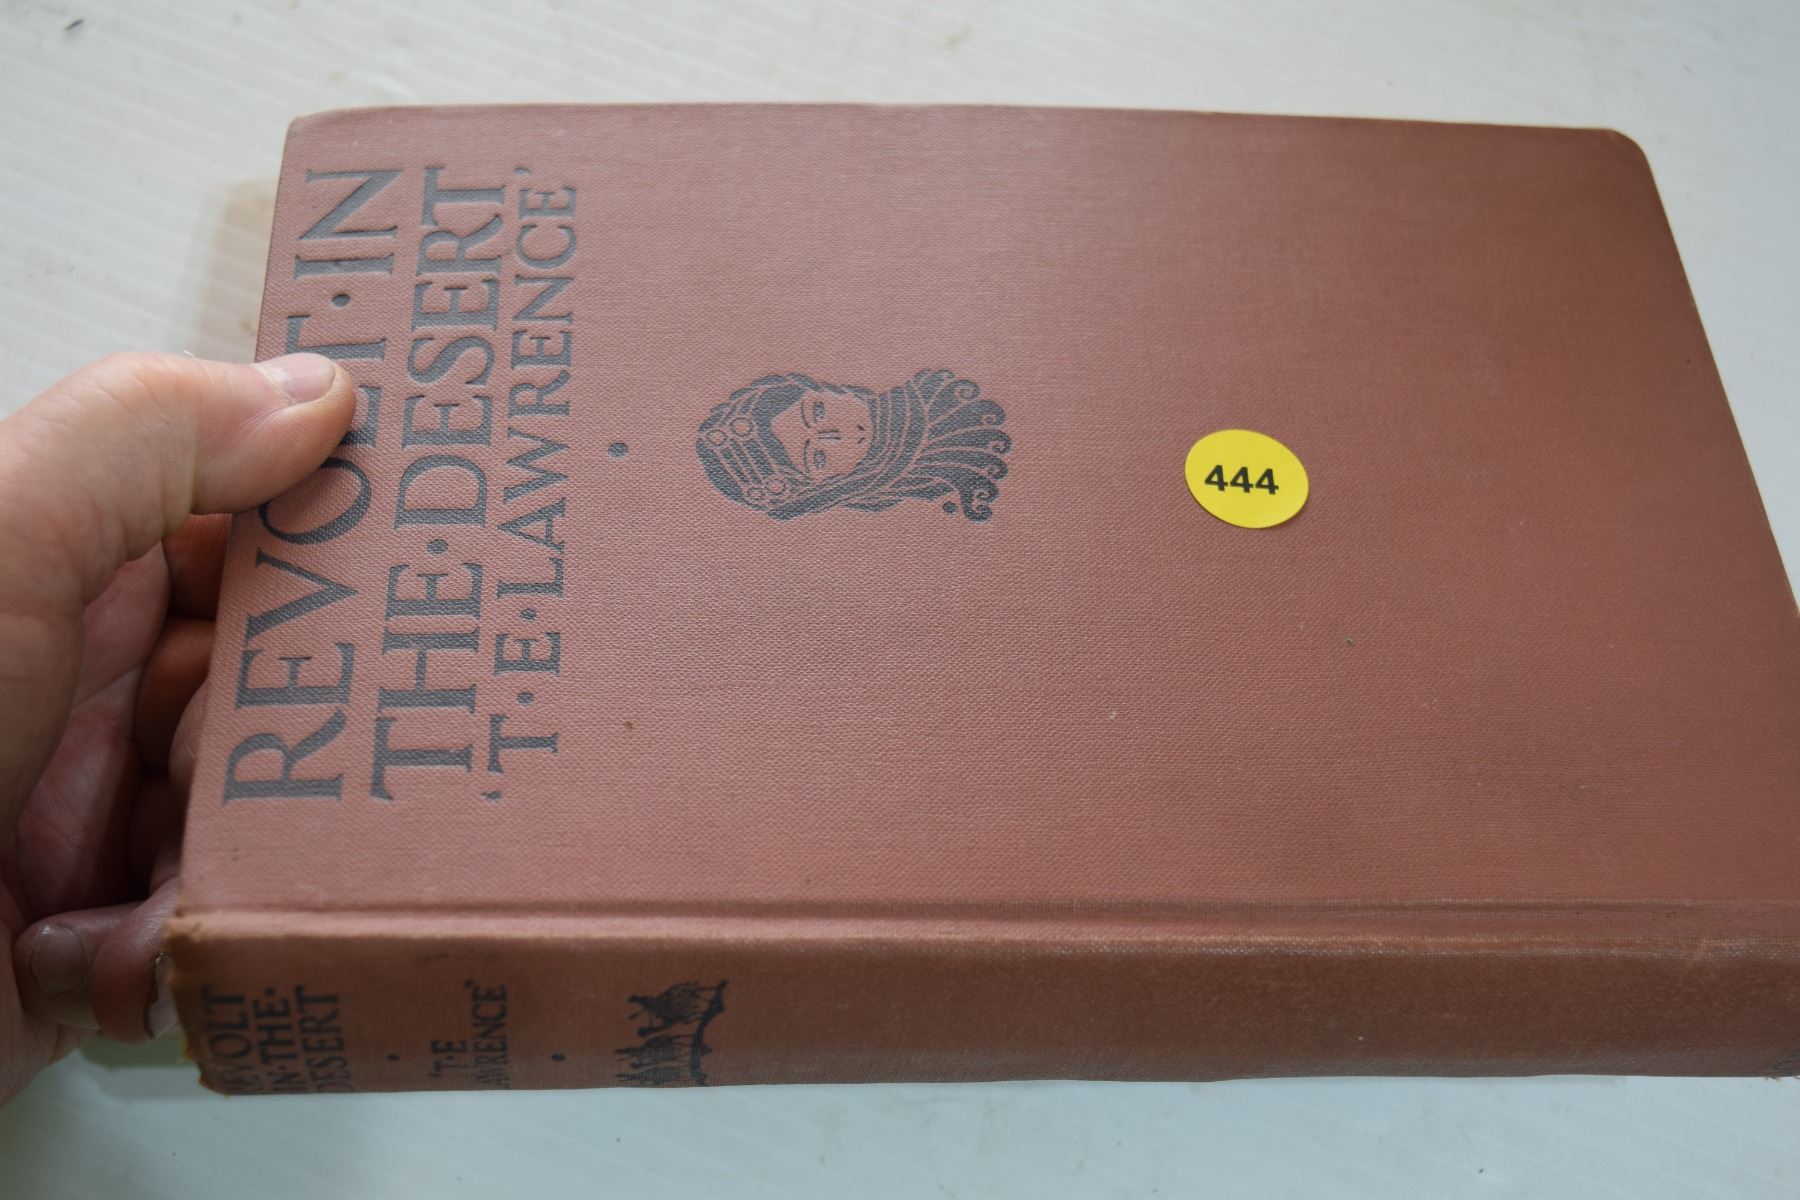 REVOLT·IN
THE·DESERT
'T·E·LAWRENCE'
444
REVOLT
·IN·THE·
DESERT
'T·E
LAWRENCE'